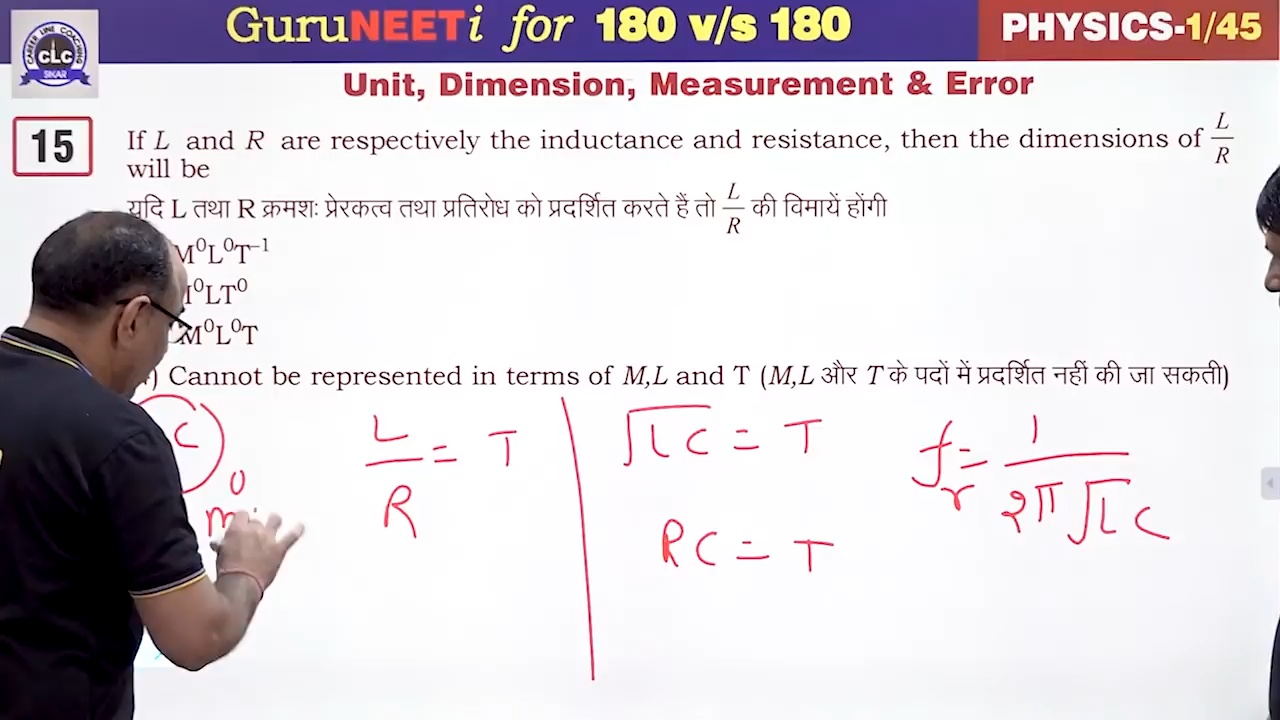 GuruNEETi for 180 v/s 180
PHYSICS-1/45
CAREER LINE COACHING
CLC
SIKAR
Unit, Dimension, Measurement & Error
15
If L and R are respectively the inductance and resistance, then the dimensions of L/R
will be
यदि L तथा R क्रमशः प्रेरकत्व तथा प्रतिरोध को प्रदर्शित करते हैं तो L/R की विमायें होंगी
M⁰L⁰T⁻¹
⁰LT⁰
M⁰L⁰T
) Cannot be represented in terms of M,L and T (M,L और T के पदों में प्रदर्शित नहीं की जा सकती)
C
L/R = T
√LC = T
f_r = 1/2π√LC
0
m
RC = T